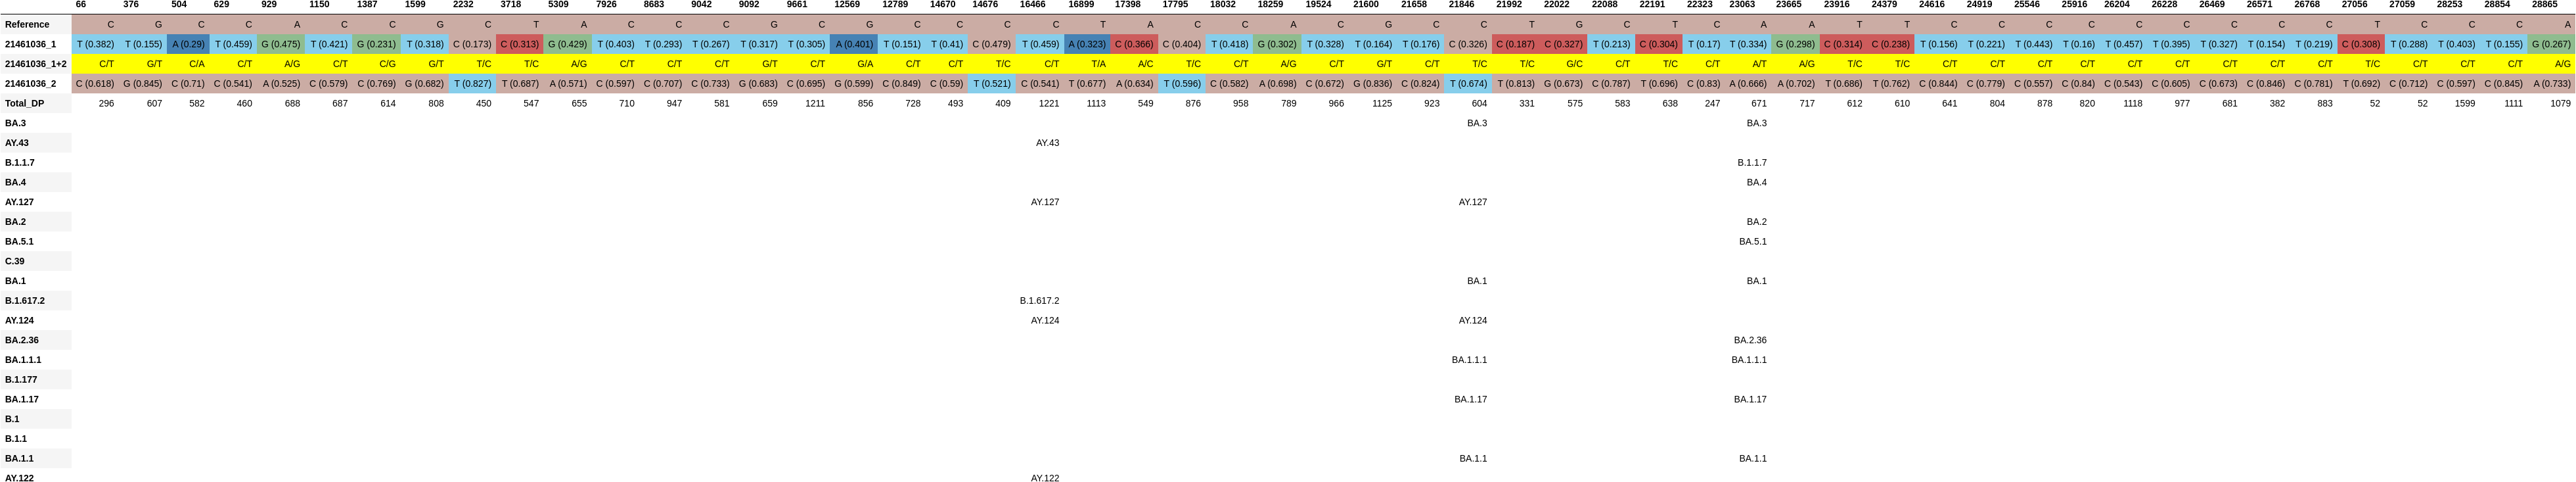 66 376 504 629 929 1150 1387 1599 2232 3718 5309 7926 8683 9042 9092 9661 12569 12789 14670 14676 16466 16899 17398 17795 18032 18259 19524 21600 21658 21846 21992 22022 22088 22191 22323 23063 23665 23916 24379 24616 24919 25546 25916 26204 26228 26469 26571 26768 27056 27059 28253 28854 28865
Reference C G C C A C C G C T A C C C G C G C C C C T A C C A C G C C T G C T C A A T T C C C C C C C C C T C C C A
21461036_1 T (0.382) T (0.155) A (0.29) T (0.459) G (0.475) T (0.421) G (0.231) T (0.318) C (0.173) C (0.313) G (0.429) T (0.403) T (0.293) T (0.267) T (0.317) T (0.305) A (0.401) T (0.151) T (0.41) C (0.479) T (0.459) A (0.323) C (0.366) C (0.404) T (0.418) G (0.302) T (0.328) T (0.164) T (0.176) C (0.326) C (0.187) C (0.327) T (0.213) C (0.304) T (0.17) T (0.334) G (0.298) C (0.314) C (0.238) T (0.156) T (0.221) T (0.443) T (0.16) T (0.457) T (0.395) T (0.327) T (0.154) T (0.219) C (0.308) T (0.288) T (0.403) T (0.155) G (0.267)
21461036_1+2 C/T G/T C/A C/T A/G C/T C/G G/T T/C T/C A/G C/T C/T C/T G/T C/T G/A C/T C/T T/C C/T T/A A/C T/C C/T A/G C/T G/T C/T T/C T/C G/C C/T T/C C/T A/T A/G T/C T/C C/T C/T C/T C/T C/T C/T C/T C/T C/T T/C C/T C/T C/T A/G
21461036_2 C (0.618) G (0.845) C (0.71) C (0.541) A (0.525) C (0.579) C (0.769) G (0.682) T (0.827) T (0.687) A (0.571) C (0.597) C (0.707) C (0.733) G (0.683) C (0.695) G (0.599) C (0.849) C (0.59) T (0.521) C (0.541) T (0.677) A (0.634) T (0.596) C (0.582) A (0.698) C (0.672) G (0.836) C (0.824) T (0.674) T (0.813) G (0.673) C (0.787) T (0.696) C (0.83) A (0.666) A (0.702) T (0.686) T (0.762) C (0.844) C (0.779) C (0.557) C (0.84) C (0.543) C (0.605) C (0.673) C (0.846) C (0.781) T (0.692) C (0.712) C (0.597) C (0.845) A (0.733)
Total_DP 296 607 582 460 688 687 614 808 450 547 655 710 947 581 659 1211 856 728 493 409 1221 1113 549 876 958 789 966 1125 923 604 331 575 583 638 247 671 717 612 610 641 804 878 820 1118 977 681 382 883 52 52 1599 1111 1079
BA.3 BA.3 BA.3
AY.43 AY.43
B.1.1.7 B.1.1.7
BA.4 BA.4
AY.127 AY.127 AY.127
BA.2 BA.2
BA.5.1 BA.5.1
C.39
BA.1 BA.1 BA.1
B.1.617.2 B.1.617.2
AY.124 AY.124 AY.124
BA.2.36 BA.2.36
BA.1.1.1 BA.1.1.1 BA.1.1.1
B.1.177
BA.1.17 BA.1.17 BA.1.17
B.1
B.1.1
BA.1.1 BA.1.1 BA.1.1
AY.122 AY.122